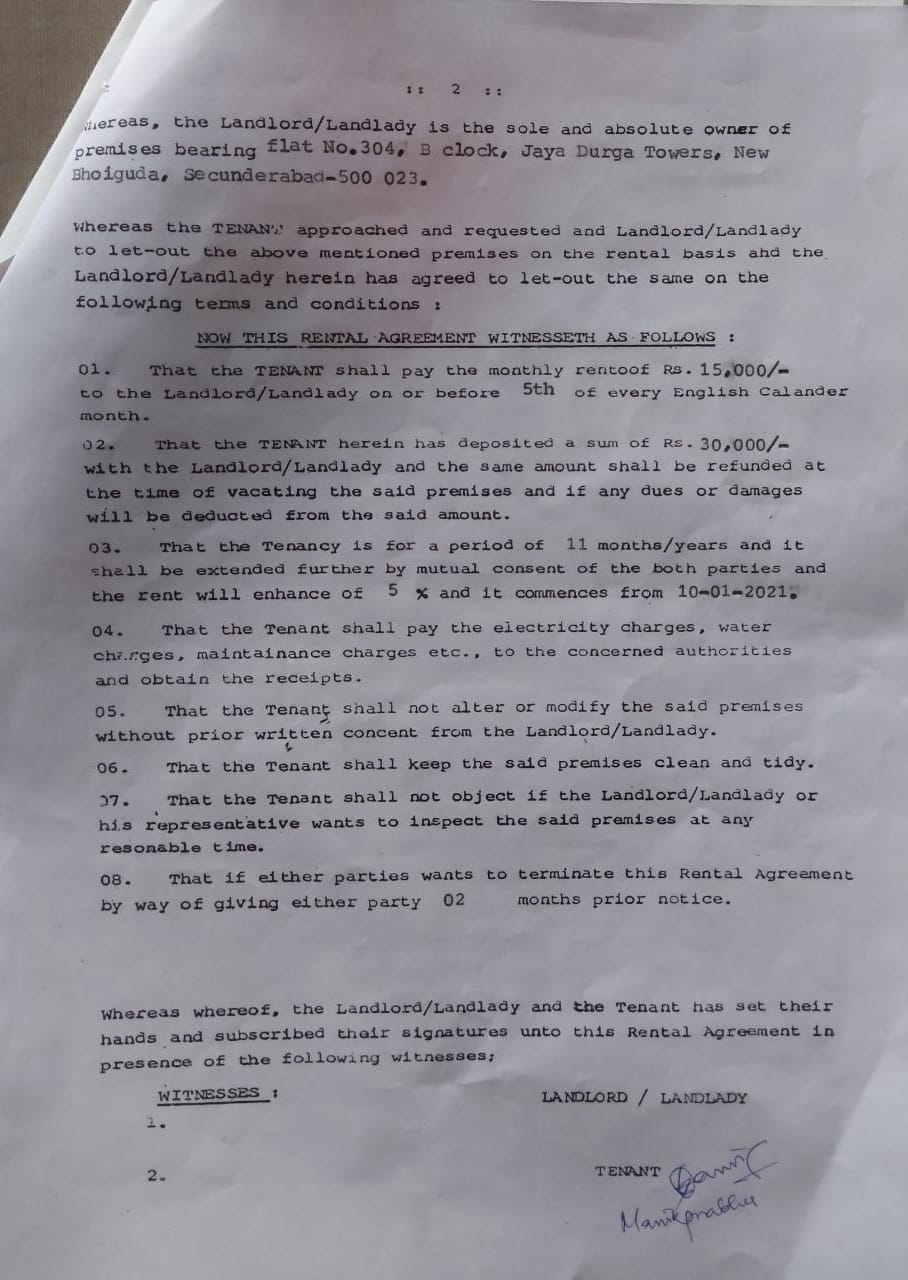 :: 2 ::
whereas, the Landlord/Landlady is the sole and absolute owner of
premises bearing flat No.304, B clock, Jaya Durga Towers, New
Bhoiguda, Secunderabad-500 023.
Whereas the TENANT approached and requested and Landlord/Landlady
to let-out the above mentioned premises on the rental basis ahd the
Landlord/Landlady herein has agreed to let-out the same on the
following terms and conditions :
NOW THIS RENTAL AGREEMENT WITNESSETH AS FOLLOWS :
01. That the TENANT shall pay the monthly rentoof Rs. 15,000/-
to the Landlord/Landlady on or before 5th of every English Calander
month.
02. That the TENANT herein has deposited a sum of Rs. 30,000/-
with the Landlord/Landlady and the same amount shall be refunded at
the time of vacating the said premises and if any dues or damages
will be deducted from the said amount.
03. That the Tenancy is for a period of 11 months/years and it
shall be extended further by mutual consent of the both parties and
the rent will enhance of 5 % and it commences from 10-01-2021.
04. That the Tenant shall pay the electricity charges, water
charges, maintainance charges etc., to the concerned authorities
and obtain the receipts.
05. That the Tenant shall not alter or modify the said premises
without prior written concent from the Landlord/Landlady.
06. That the Tenant shall keep the said premises clean and tidy.
07. That the Tenant shall not object if the Landlord/Landlady or
his representative wants to inspect the said premises at any
resonable time.
08. That if either parties wants to terminate this Rental Agreement
by way of giving either party 02 months prior notice.
Whereas whereof, the Landlord/Landlady and the Tenant has set their
hands and subscribed their signatures unto this Rental Agreement in
presence of the following witnesses;
WITNESSES : LANDLORD / LANDLADY
1.
2. TENANT
Manikprabhu